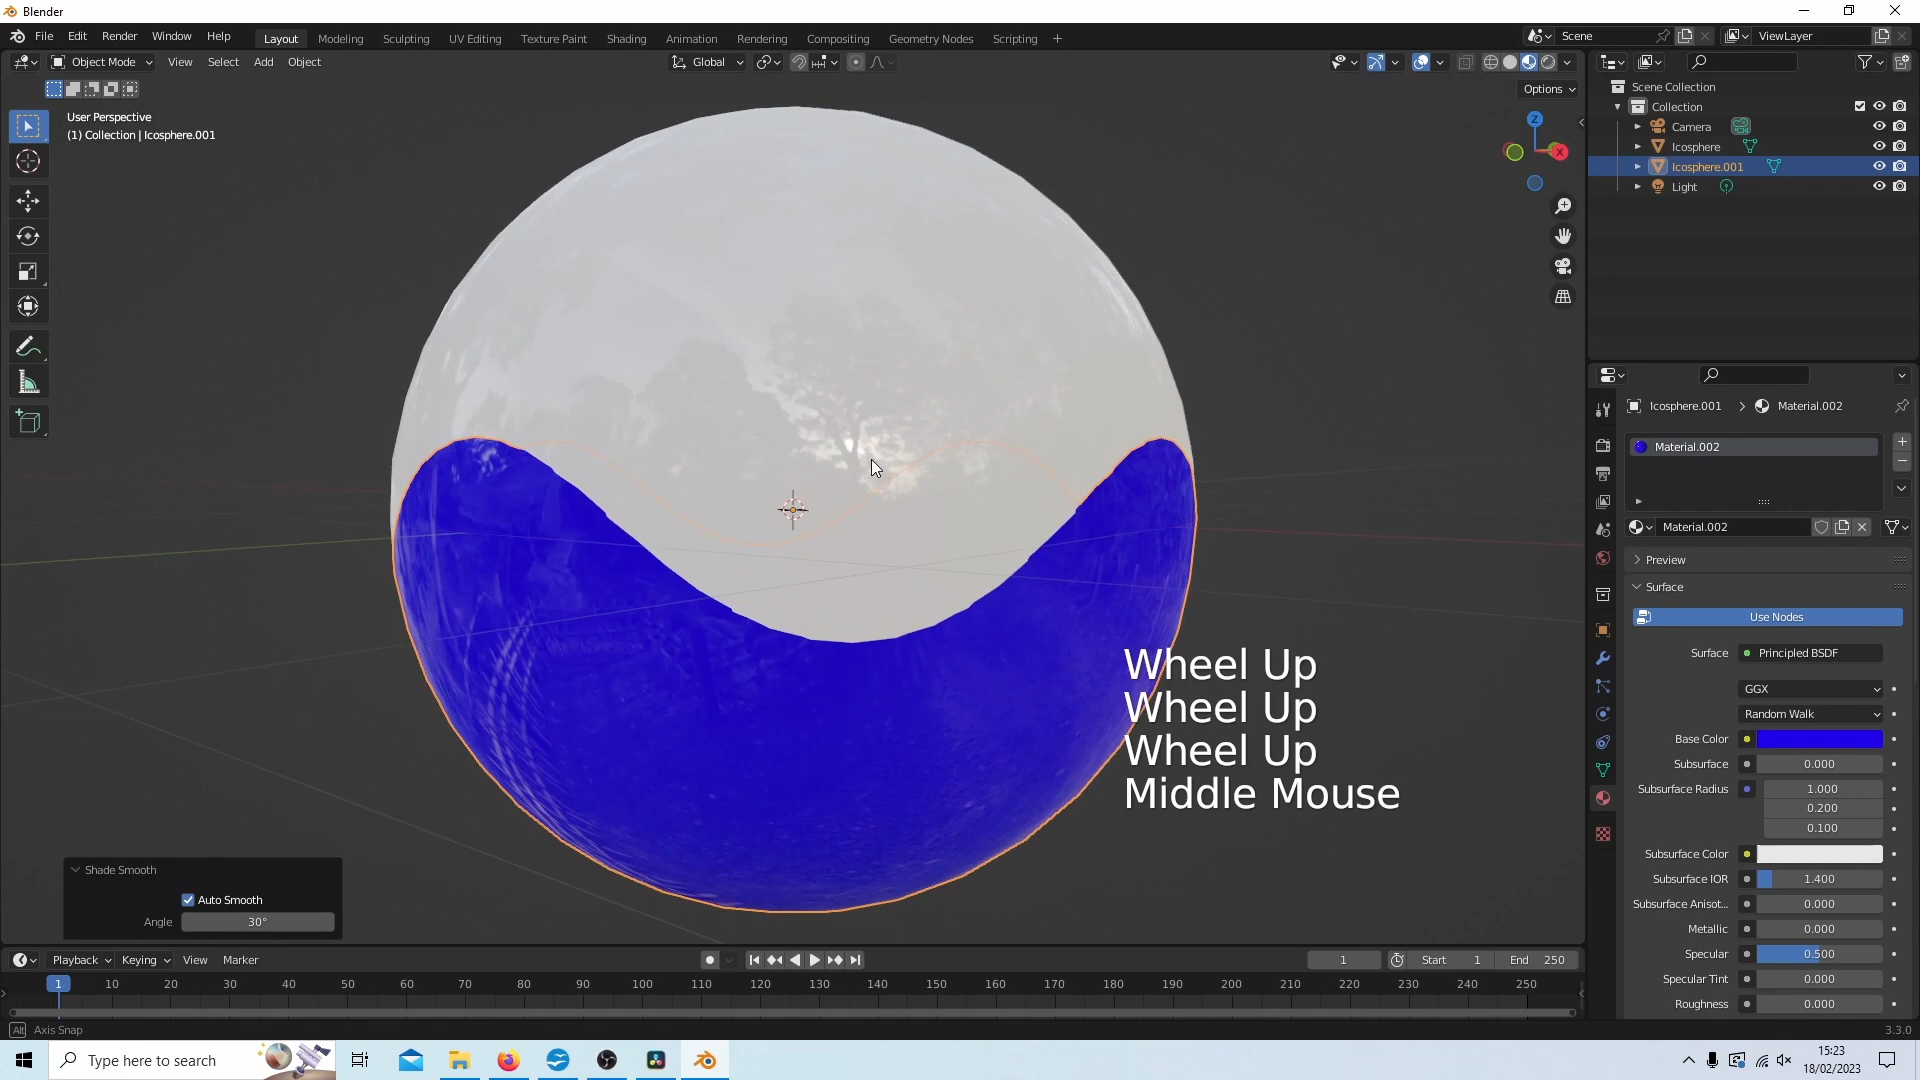 Blender
File Edit Render Window Help
Layout Modeling Sculpting UV Editing Texture Paint Shading Animation Rendering Compositing Geometry Nodes Scripting +
Scene
ViewLayer
Object Mode View Select Add Object
Global
Options
User Perspective
(1) Collection | Icosphere.001
Z
X
Scene Collection
Collection
Camera
Icosphere
Icosphere.001
Light
Icosphere.001 > Material.002
Material.002
Material.002
Preview
Surface
Use Nodes
Surface Principled BSDF
GGX
Random Walk
Base Color
Subsurface 0.000
Subsurface Radius 1.000
0.200
0.100
Subsurface Color
Subsurface IOR 1.400
Subsurface Anisot... 0.000
Metallic 0.000
Specular 0.500
Specular Tint 0.000
Roughness 0.000
Wheel Up
Wheel Up
Wheel Up
Middle Mouse
Shade Smooth
Auto Smooth
Angle 30°
Playback Keying View Marker
1 Start 1 End 250
1 10 20 30 40 50 60 70 80 90 100 110 120 130 140 150 160 170 180 190 200 210 220 230 240 250
Alt Axis Snap
3.3.0
Type here to search
15:23
18/02/2023